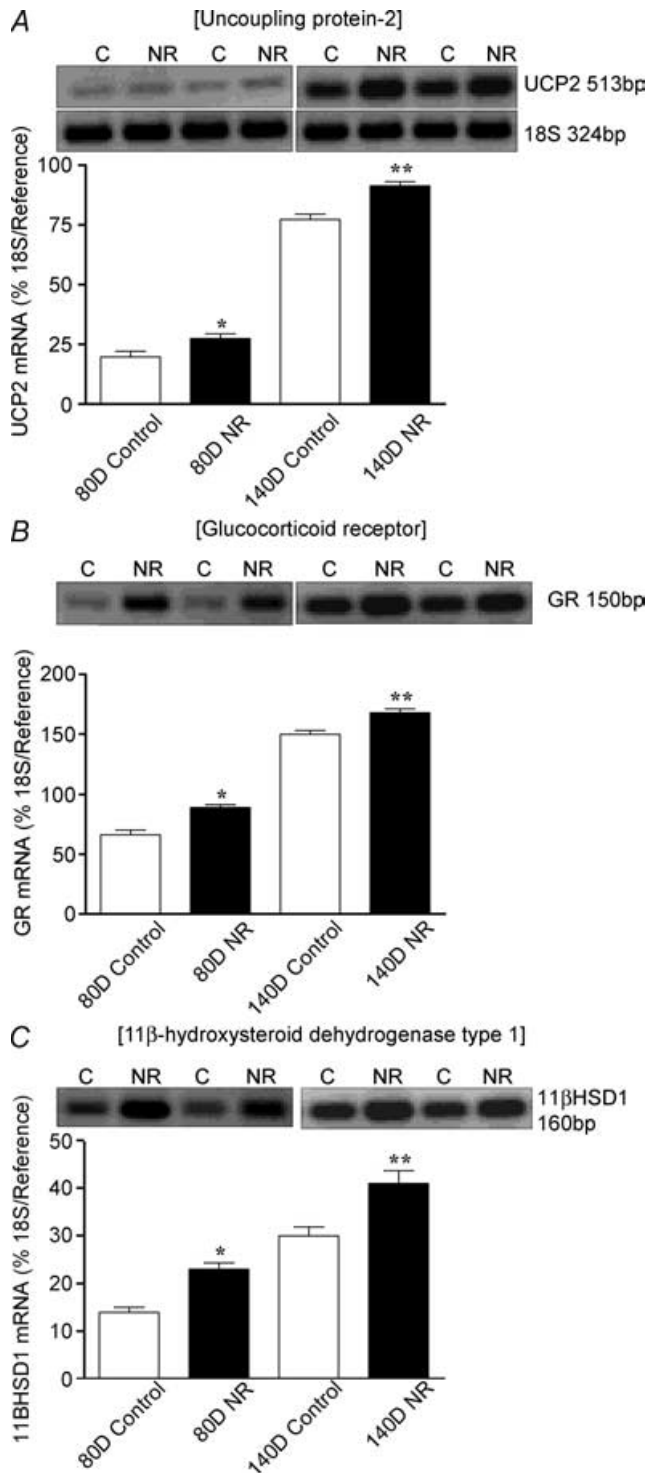 A
[Uncoupling protein-2]
C NR C NR C NR C NR
UCP2 513bp
18S 324bp
UCP2 mRNA (% 18S/Reference)
100
75
50
25
0
*
**
80D Control
80D NR
140D Control
140D NR
B
[Glucocorticoid receptor]
C NR C NR C NR C NR
GR 150bp
GR mRNA (% 18S/Reference)
200
150
100
50
0
*
**
80D Control
80D NR
140D Control
140D NR
C
[11β-hydroxysteroid dehydrogenase type 1]
C NR C NR C NR C NR
11βHSD1
160bp
11BHSD1 mRNA (% 18S/Reference)
50
40
30
20
10
0
*
**
80D Control
80D NR
140D Control
140D NR